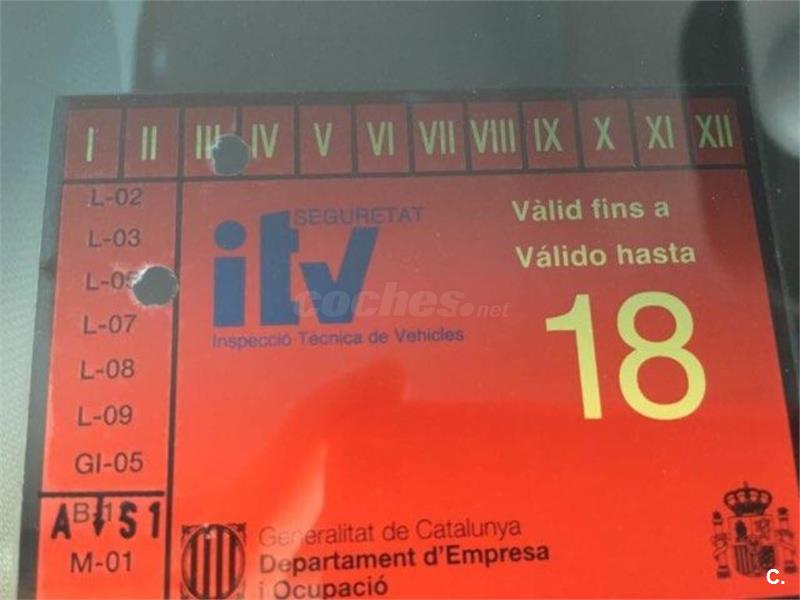 I II III IV V VI VII VIII IX X XI XII
L-02
L-03
L-05
L-07
L-08
L-09
GI-05
M-01
SEGURETAT
itv
Inspecció Tècnica de Vehicles
Vàlid fins a
Válido hasta
18
Generalitat de Catalunya
Departament d'Empresa
i Ocupació
coches.net
C.